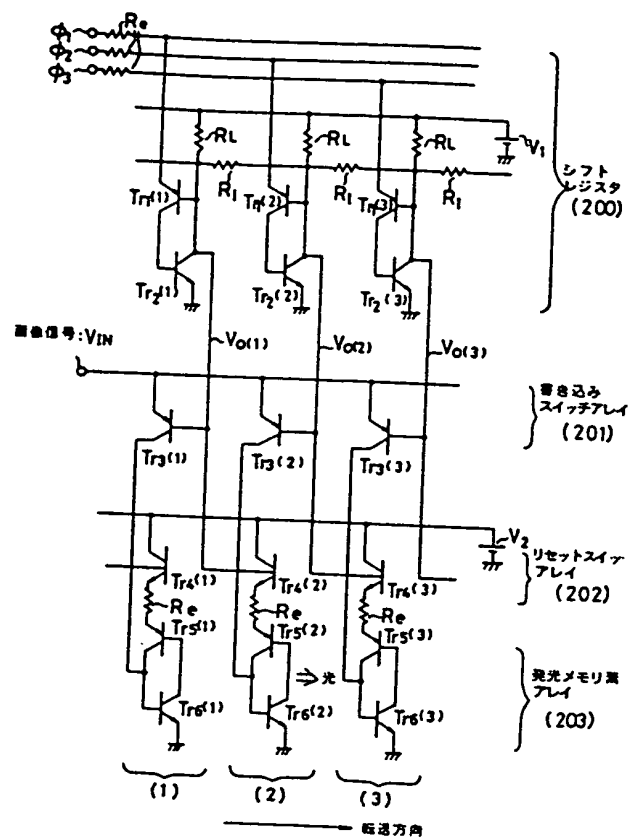 Re
Φ1
Φ2
Φ3
RL RL RL
V1
R1 R1 R1
シフト
レジスタ
(200)
Tr1(1) Tr1(2) Tr1(3)
Tr2(1) Tr2(2) Tr2(3)
画像信号:VIN
VO(1) VO(2) VO(3)
書き込み
スイッチアレイ
(201)
Tr3(1) Tr3(2) Tr3(3)
V2
リセットスイッチ
アレイ
(202)
Tr4(1) Tr4(2) Tr4(3)
Re Re Re
Tr5(1) Tr5(2) Tr5(3)
⇒光
発光メモリ素
アレイ
(203)
Tr6(1) Tr6(2) Tr6(3)
(1) (2) (3)
転送方向